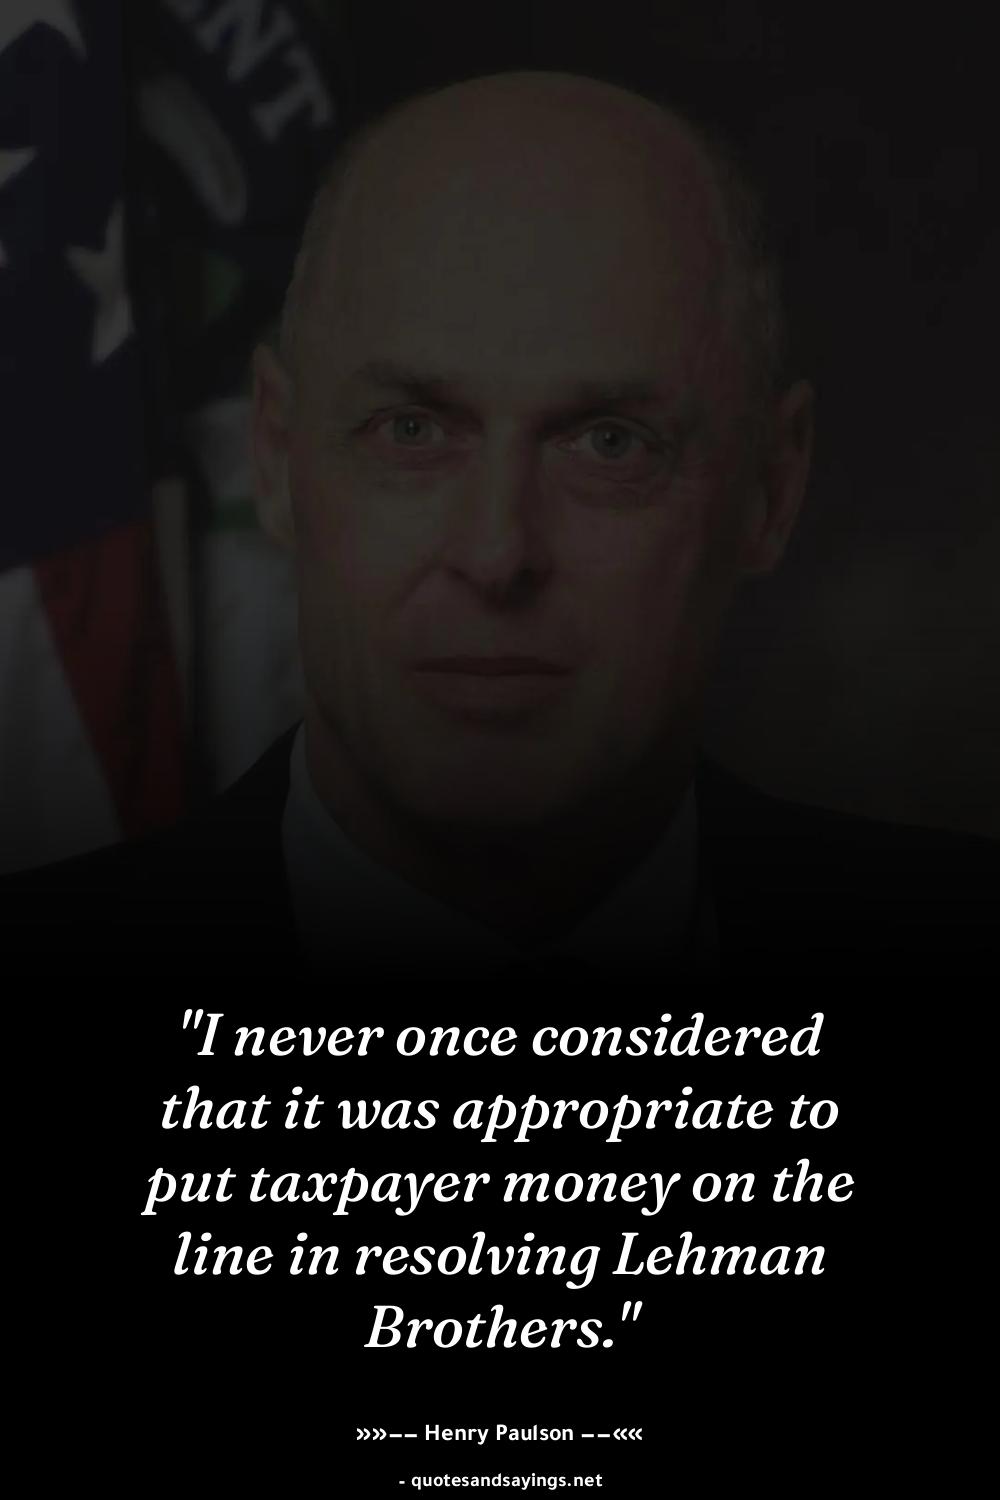 ENT
"I never once considered
that it was appropriate to
put taxpayer money on the
line in resolving Lehman
Brothers."
»»–– Henry Paulson ––««
- quotesandsayings.net